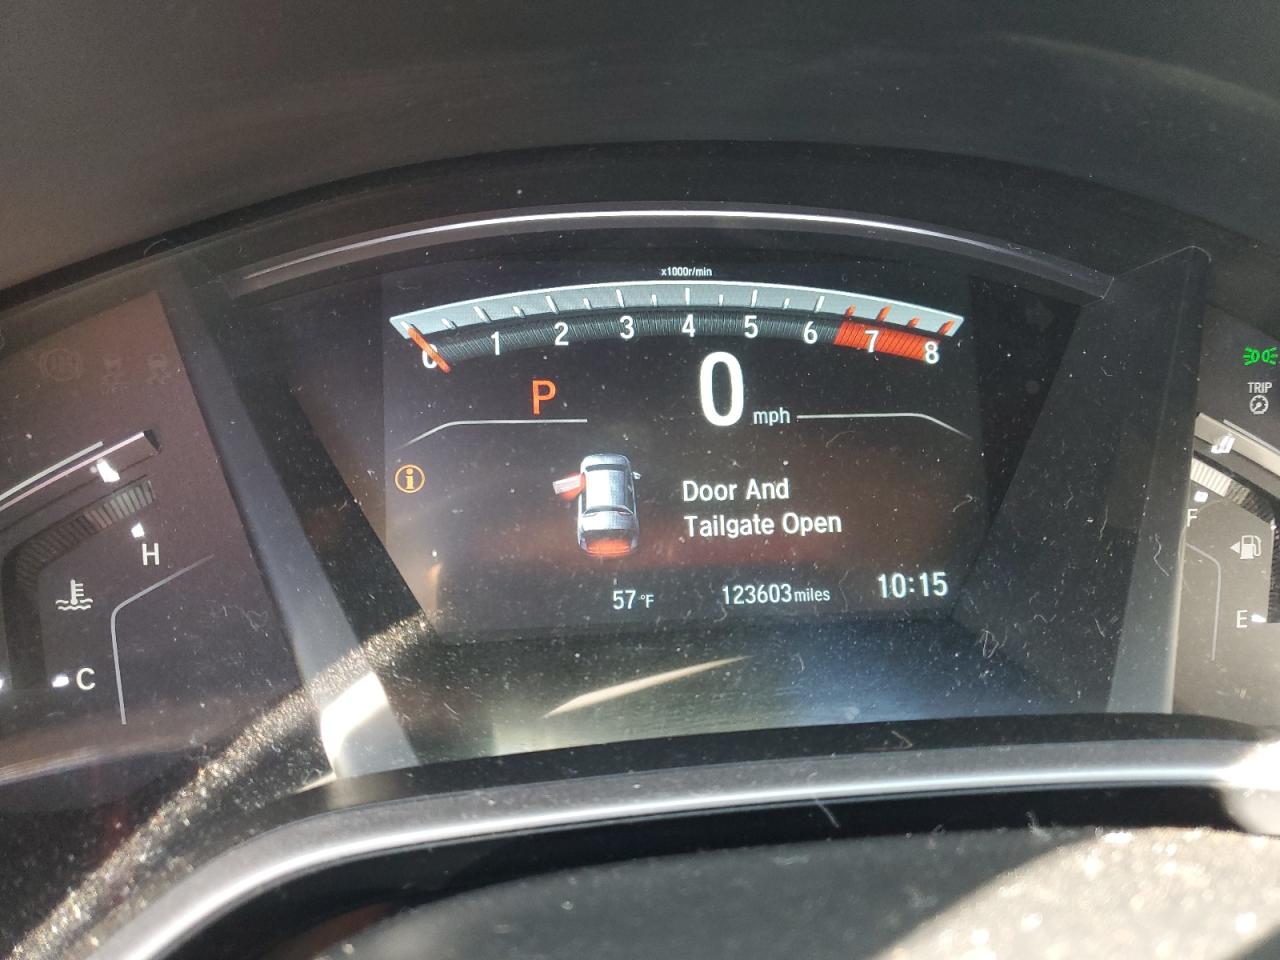 x1000r/min
0 1 2 3 4 5 6 7 8
P
0 mph
TRIP
i
Door And
Tailgate Open
H
F
57 °F
123603 miles
10:15
E
C